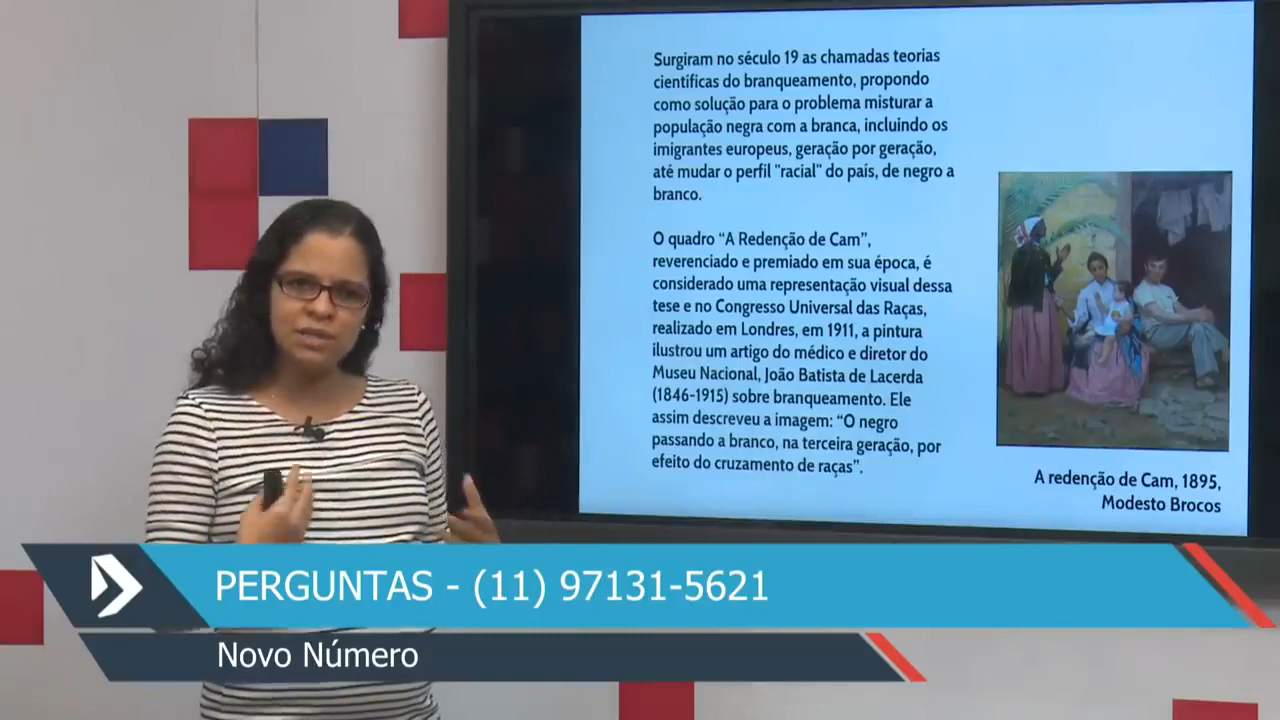 Surgiram no século 19 as chamadas teorias
científicas do branqueamento, propondo
como solução para o problema misturar a
população negra com a branca, incluindo os
imigrantes europeus, geração por geração,
até mudar o perfil "racial" do país, de negro a
branco.
O quadro “A Redenção de Cam”,
reverenciado e premiado em sua época, é
considerado uma representação visual dessa
tese e no Congresso Universal das Raças,
realizado em Londres, em 1911, a pintura
ilustrou um artigo do médico e diretor do
Museu Nacional, João Batista de Lacerda
(1846-1915) sobre branqueamento. Ele
assim descreveu a imagem: “O negro
passando a branco, na terceira geração, por
efeito do cruzamento de raças”.
A redenção de Cam, 1895,
Modesto Brocos
PERGUNTAS - (11) 97131-5621
Novo Número